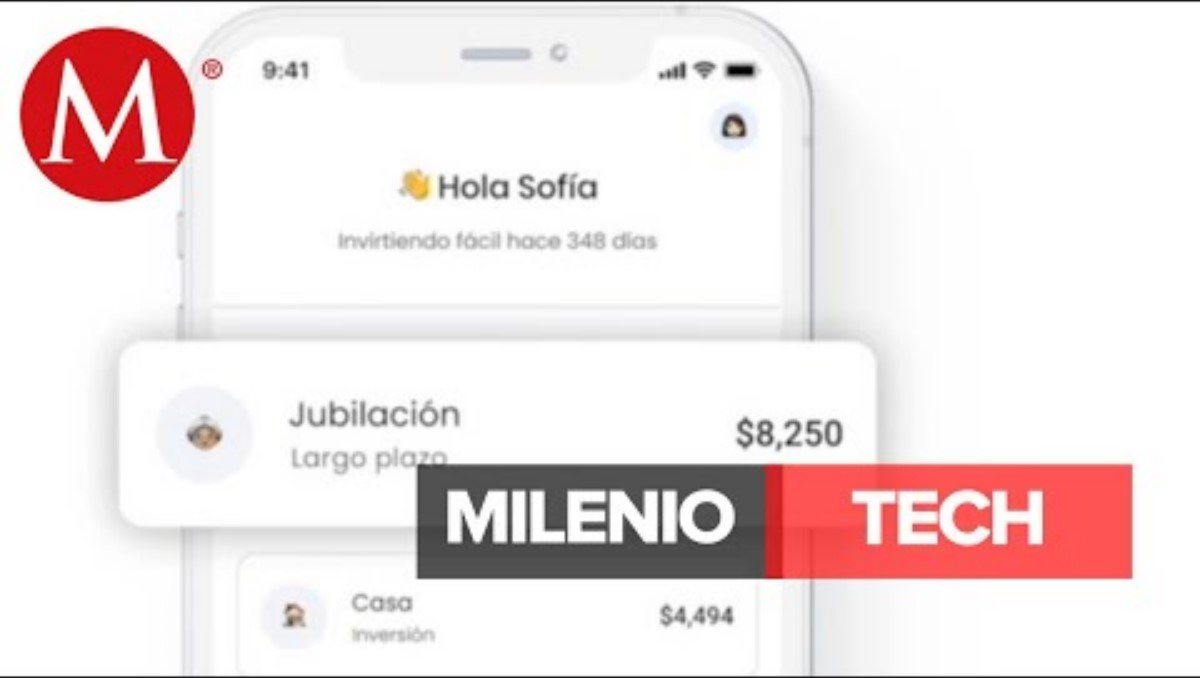 M®
9:41
👋 Hola Sofía
Invirtiendo fácil hace 348 días
Jubilación
$8,250
Largo plazo
MILENIO TECH
Casa
$4,494
Inversión